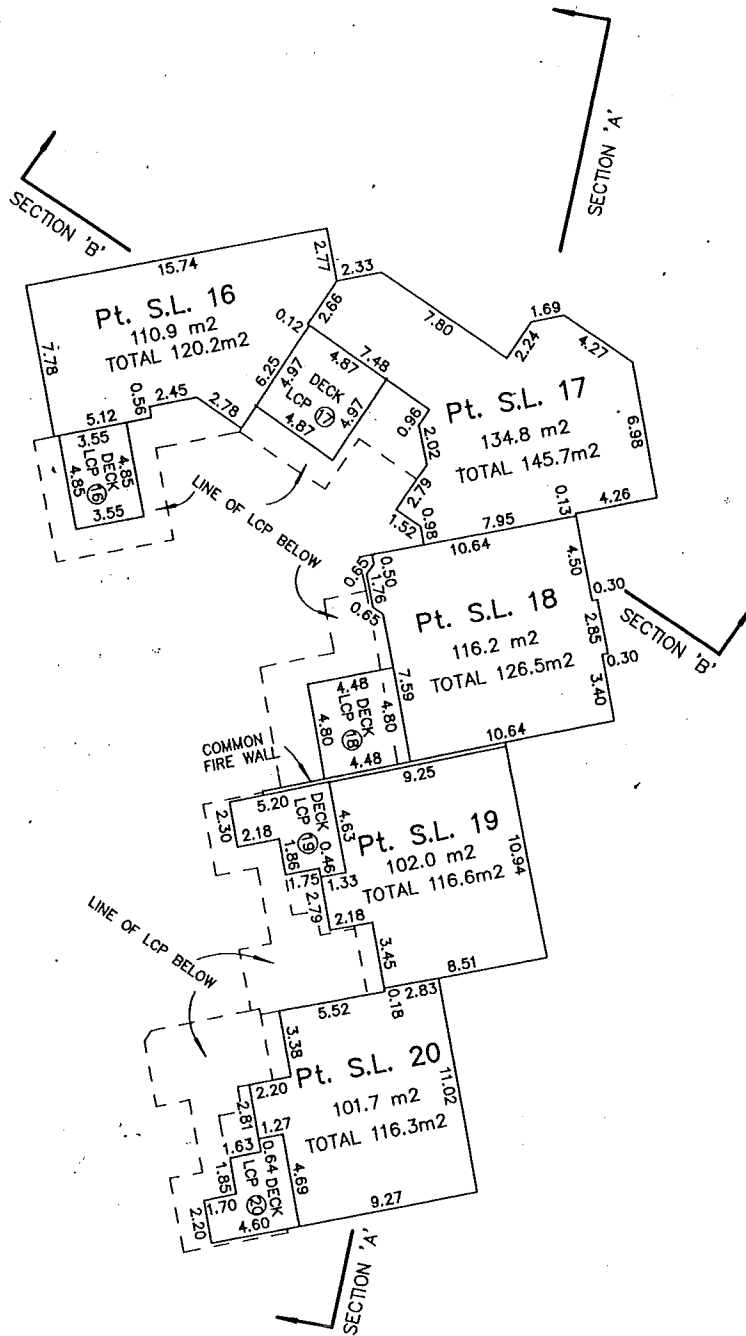 SECTION 'A'
SECTION 'B'
15.74
2.77
2.33
Pt. S.L. 16
110.9 m2
TOTAL 120.2m2
7.78
0.12
2.66
7.80
1.69
2.24
4.27
6.25
4.97
4.87
7.48
DECK
LCP 17
4.97
4.87
0.56
2.45
2.78
5.12
3.55
4.85
DECK
LCP 16
4.85
3.55
0.96
2.02
Pt. S.L. 17
134.8 m2
TOTAL 145.7m2
6.98
2.79
1.52
0.98
7.95
0.13
4.26
10.64
LINE OF LCP BELOW
0.65
0.50
1.76
0.65
4.50
0.30
2.85
0.30
3.40
SECTION 'B'
Pt. S.L. 18
116.2 m2
TOTAL 126.5m2
7.59
4.48
4.80
DECK
LCP 18
4.80
4.48
10.64
COMMON
FIRE WALL
9.25
5.20
2.30
2.18
1.86
DECK
LCP 19
4.63
0.46
1.75
1.33
2.79
2.18
3.45
Pt. S.L. 19
102.0 m2
TOTAL 116.6m2
10.94
8.51
LINE OF LCP BELOW
5.52
0.18
2.83
3.38
Pt. S.L. 20
101.7 m2
TOTAL 116.3m2
11.02
2.20
2.81
1.27
1.63
0.64
DECK
LCP 20
4.69
1.85
1.70
2.20
4.60
9.27
SECTION 'A'